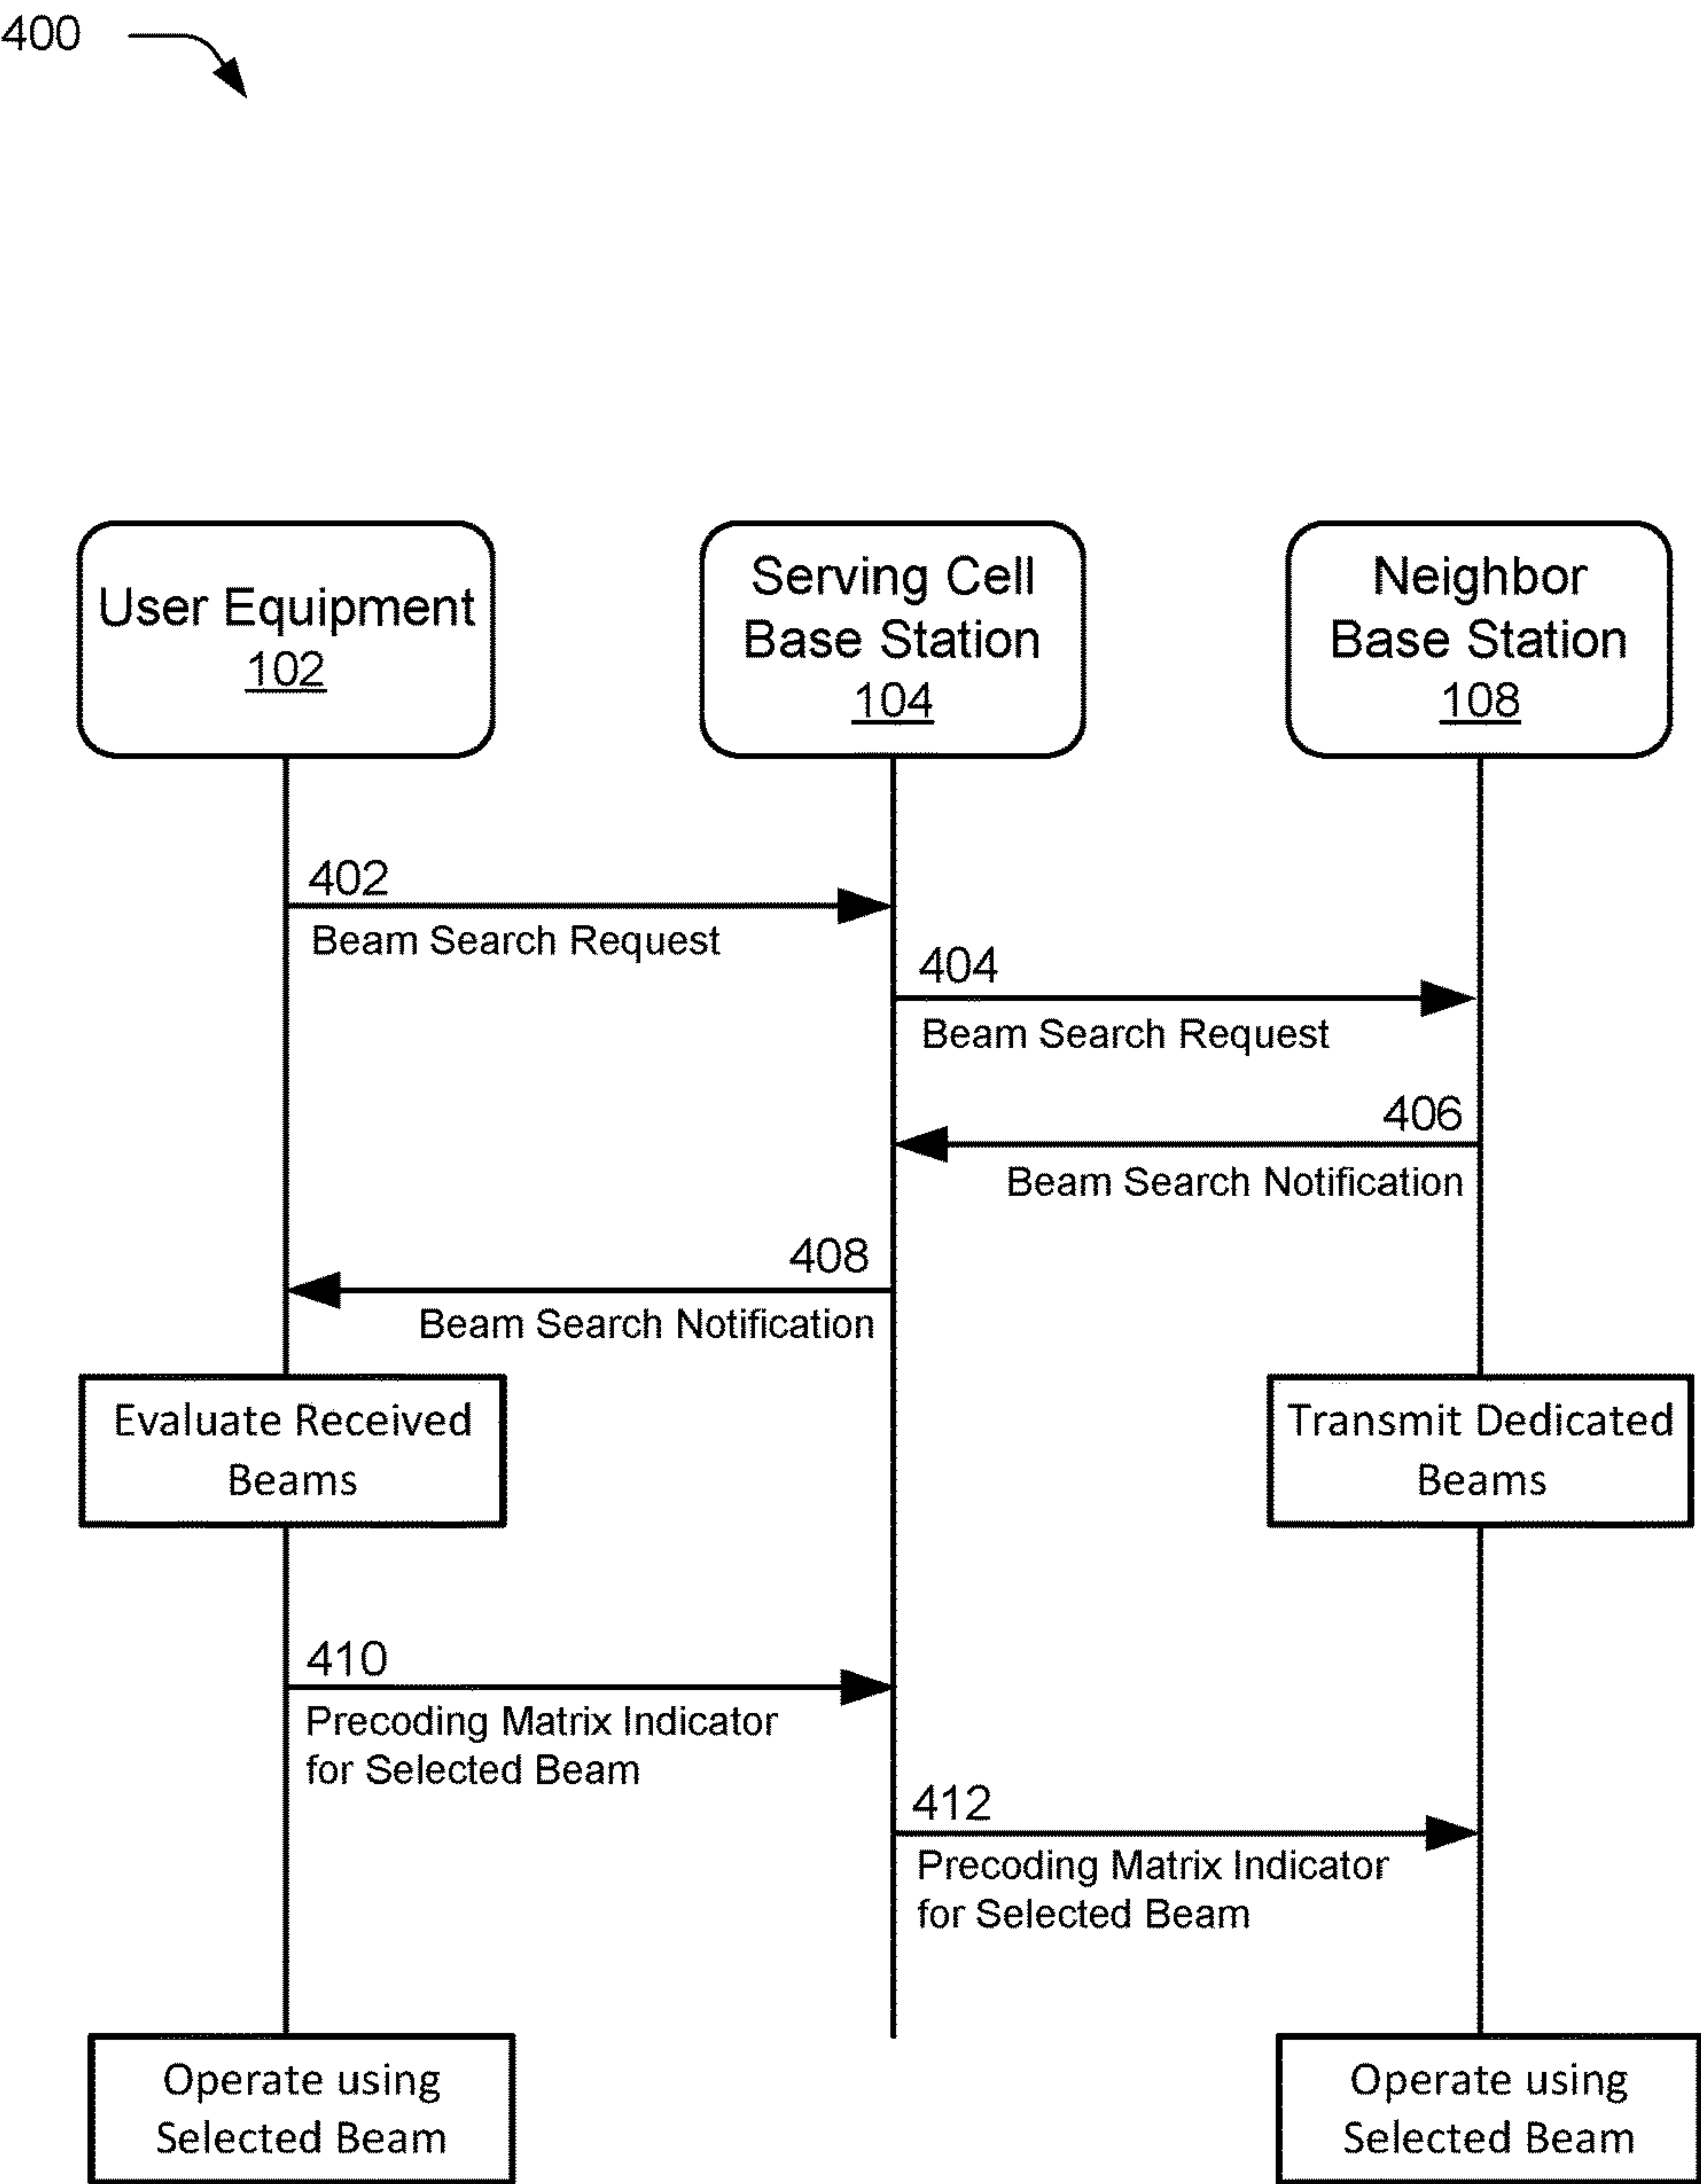 400
User Equipment
102
Serving Cell
Base Station
104
Neighbor
Base Station
108
402
Beam Search Request
404
Beam Search Request
406
Beam Search Notification
408
Beam Search Notification
Evaluate Received
Beams
Transmit Dedicated
Beams
410
Precoding Matrix Indicator
for Selected Beam
412
Precoding Matrix Indicator
for Selected Beam
Operate using
Selected Beam
Operate using
Selected Beam